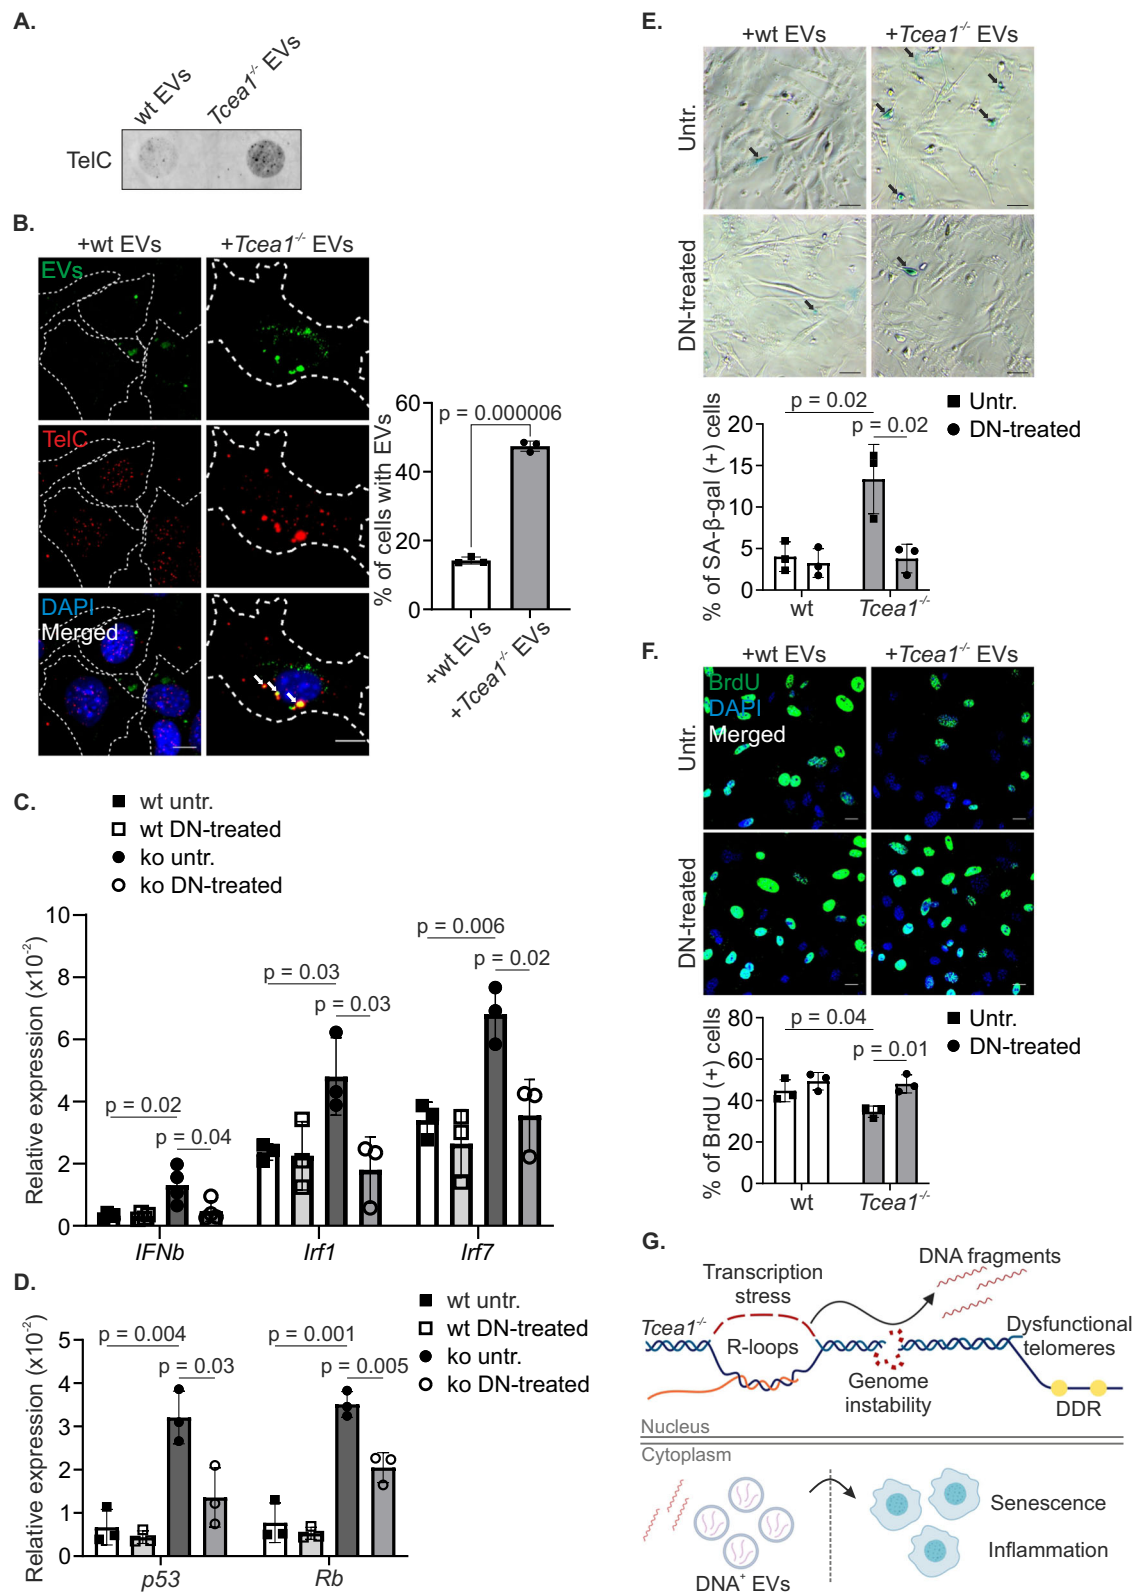 A.
wt EVs
Tcea1-/- EVs
TelC
B.
+wt EVs
+Tcea1-/- EVs
EVs
TelC
DAPI
Merged
% of cells with EVs
60
40
20
0
p = 0.000006
+wt EVs
+Tcea1-/- EVs
C.
wt untr.
wt DN-treated
ko untr.
ko DN-treated
Relative expression (x10-2)
10
8
6
4
2
0
p = 0.02
p = 0.04
p = 0.03
p = 0.03
p = 0.006
p = 0.02
IFNb
Irf1
Irf7
D.
wt untr.
wt DN-treated
ko untr.
ko DN-treated
Relative expression (x10-2)
5
4
3
2
1
0
p = 0.004
p = 0.03
p = 0.001
p = 0.005
p53
Rb
E.
+wt EVs
+Tcea1-/- EVs
Untr.
DN-treated
% of SA-β-gal (+) cells
20
15
10
5
0
p = 0.02
p = 0.02
Untr.
DN-treated
wt
Tcea1-/-
F.
+wt EVs
+Tcea1-/- EVs
BrdU
DAPI
Merged
Untr.
DN-treated
% of BrdU (+) cells
80
60
40
20
0
p = 0.04
p = 0.01
Untr.
DN-treated
wt
Tcea1-/-
G.
Transcription
stress
DNA fragments
Tcea1-/-
R-loops
Dysfunctional
telomeres
Genome
instability
DDR
Nucleus
Cytoplasm
Senescence
Inflammation
DNA+ EVs